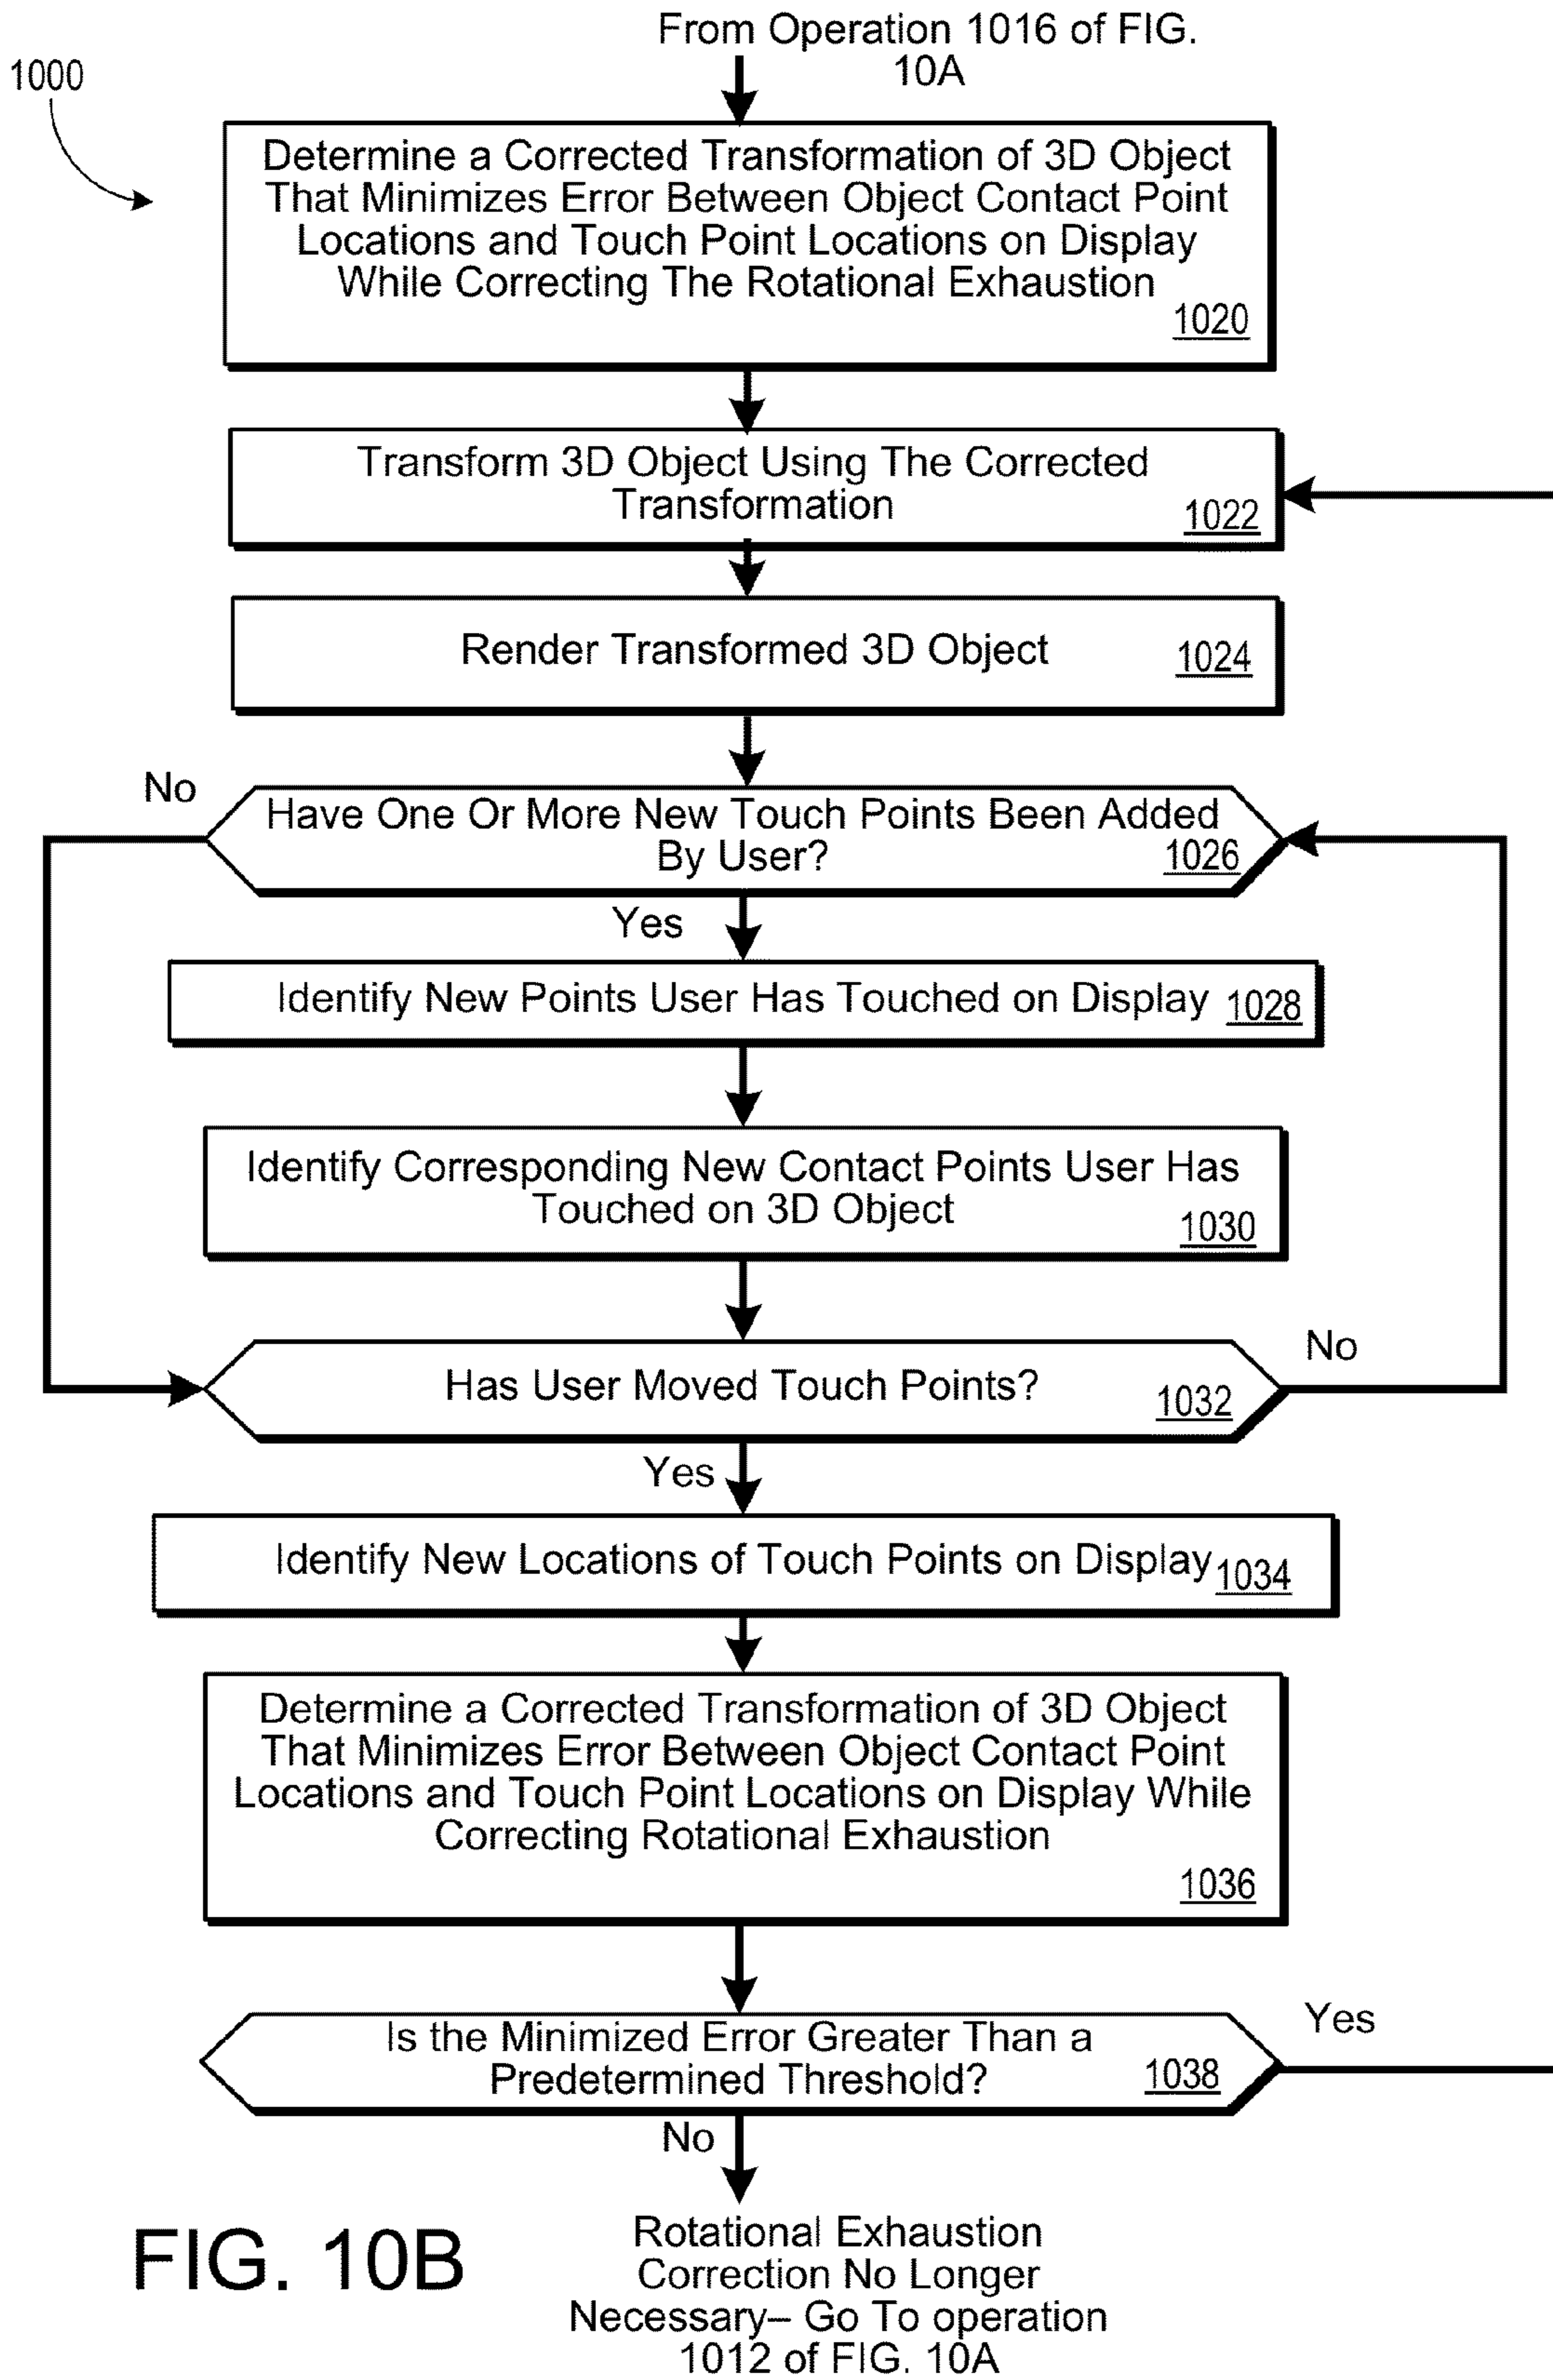 From Operation 1016 of FIG.
10A
1000
Determine a Corrected Transformation of 3D Object
That Minimizes Error Between Object Contact Point
Locations and Touch Point Locations on Display
While Correcting The Rotational Exhaustion
1020
Transform 3D Object Using The Corrected
Transformation
1022
Render Transformed 3D Object
1024
No
Have One Or More New Touch Points Been Added
By User?
1026
Yes
Identify New Points User Has Touched on Display 1028
Identify Corresponding New Contact Points User Has
Touched on 3D Object
1030
No
Has User Moved Touch Points?
1032
Yes
Identify New Locations of Touch Points on Display 1034
Determine a Corrected Transformation of 3D Object
That Minimizes Error Between Object Contact Point
Locations and Touch Point Locations on Display While
Correcting Rotational Exhaustion
1036
Yes
Is the Minimized Error Greater Than a
Predetermined Threshold?
1038
No
Rotational Exhaustion
Correction No Longer
Necessary– Go To operation
1012 of FIG. 10A
FIG. 10B